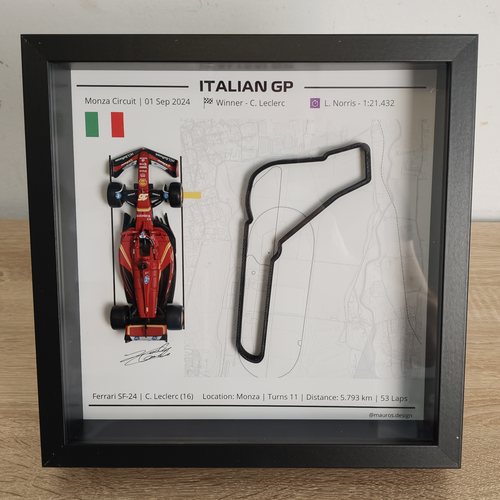 ITALIAN GP
Monza Circuit | 01 Sep 2024 Winner - C. Leclerc L. Norris - 1:21.432
Ferrari SF-24 | C. Leclerc (16) Location: Monza | Turns 11 | Distance: 5.793 km | 53 Laps
@mauros.design